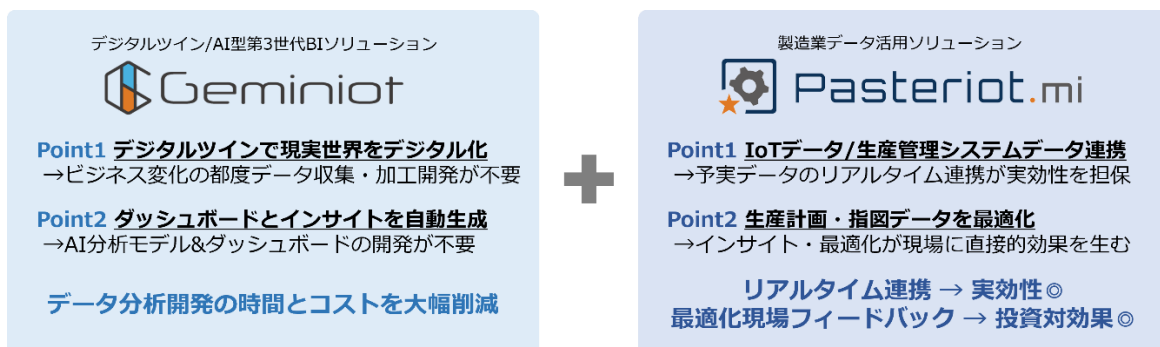 デジタルツイン/AI型第3世代BIソリューション
Geminiot
Point1 デジタルツインで現実世界をデジタル化
→ビジネス変化の都度データ収集・加工開発が不要
Point2 ダッシュボードとインサイトを自動生成
→AI分析モデル&ダッシュボードの開発が不要
データ分析開発の時間とコストを大幅削減
+
製造業データ活用ソリューション
Pasteriot.mi
Point1 IoTデータ/生産管理システムデータ連携
→予実データのリアルタイム連携が実効性を担保
Point2 生産計画・指図データを最適化
→インサイト・最適化が現場に直接的効果を生む
リアルタイム連携 → 実効性◎
最適化現場フィードバック → 投資対効果◎